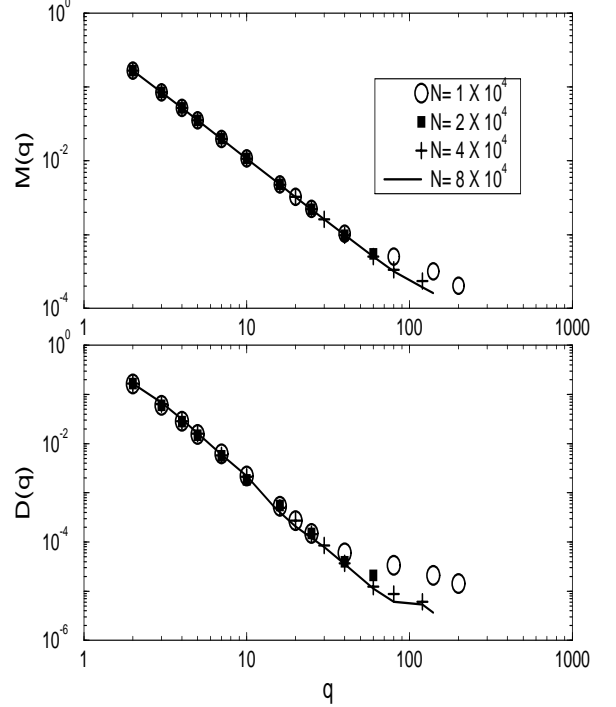 10^0
10^-2
10^-4
M(q)
N= 1 X 10^4
N= 2 X 10^4
N= 4 X 10^4
N= 8 X 10^4
1 10 100 1000
10^0
10^-2
10^-4
10^-6
D(q)
1 10 100 1000
q